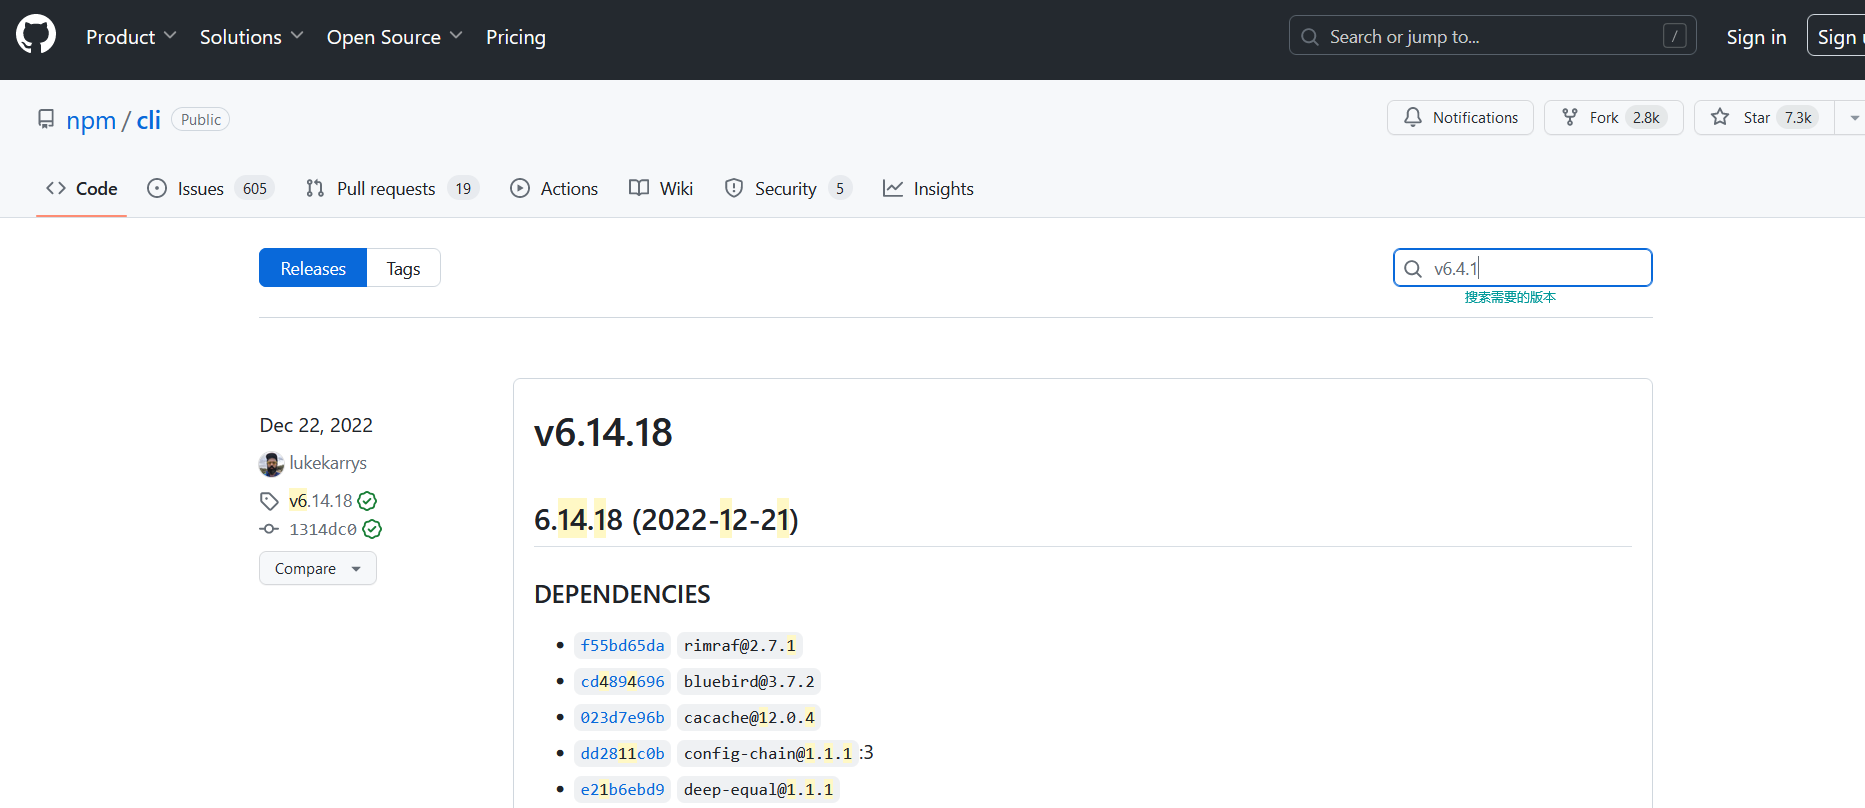 Product Solutions Open Source Pricing Search or jump to... / Sign in Sign
npm / cli Public Notifications Fork 2.8k Star 7.3k
Code Issues 605 Pull requests 19 Actions Wiki Security 5 Insights
Releases Tags v6.4.1
搜素需要的版本
Dec 22, 2022
lukekarrys
v6.14.18
1314dc0
Compare
v6.14.18
6.14.18 (2022-12-21)
DEPENDENCIES
f55bd65da rimraf@2.7.1
cd4894696 bluebird@3.7.2
023d7e96b cacache@12.0.4
dd2811c0b config-chain@1.1.1 :3
e21b6ebd9 deep-equal@1.1.1